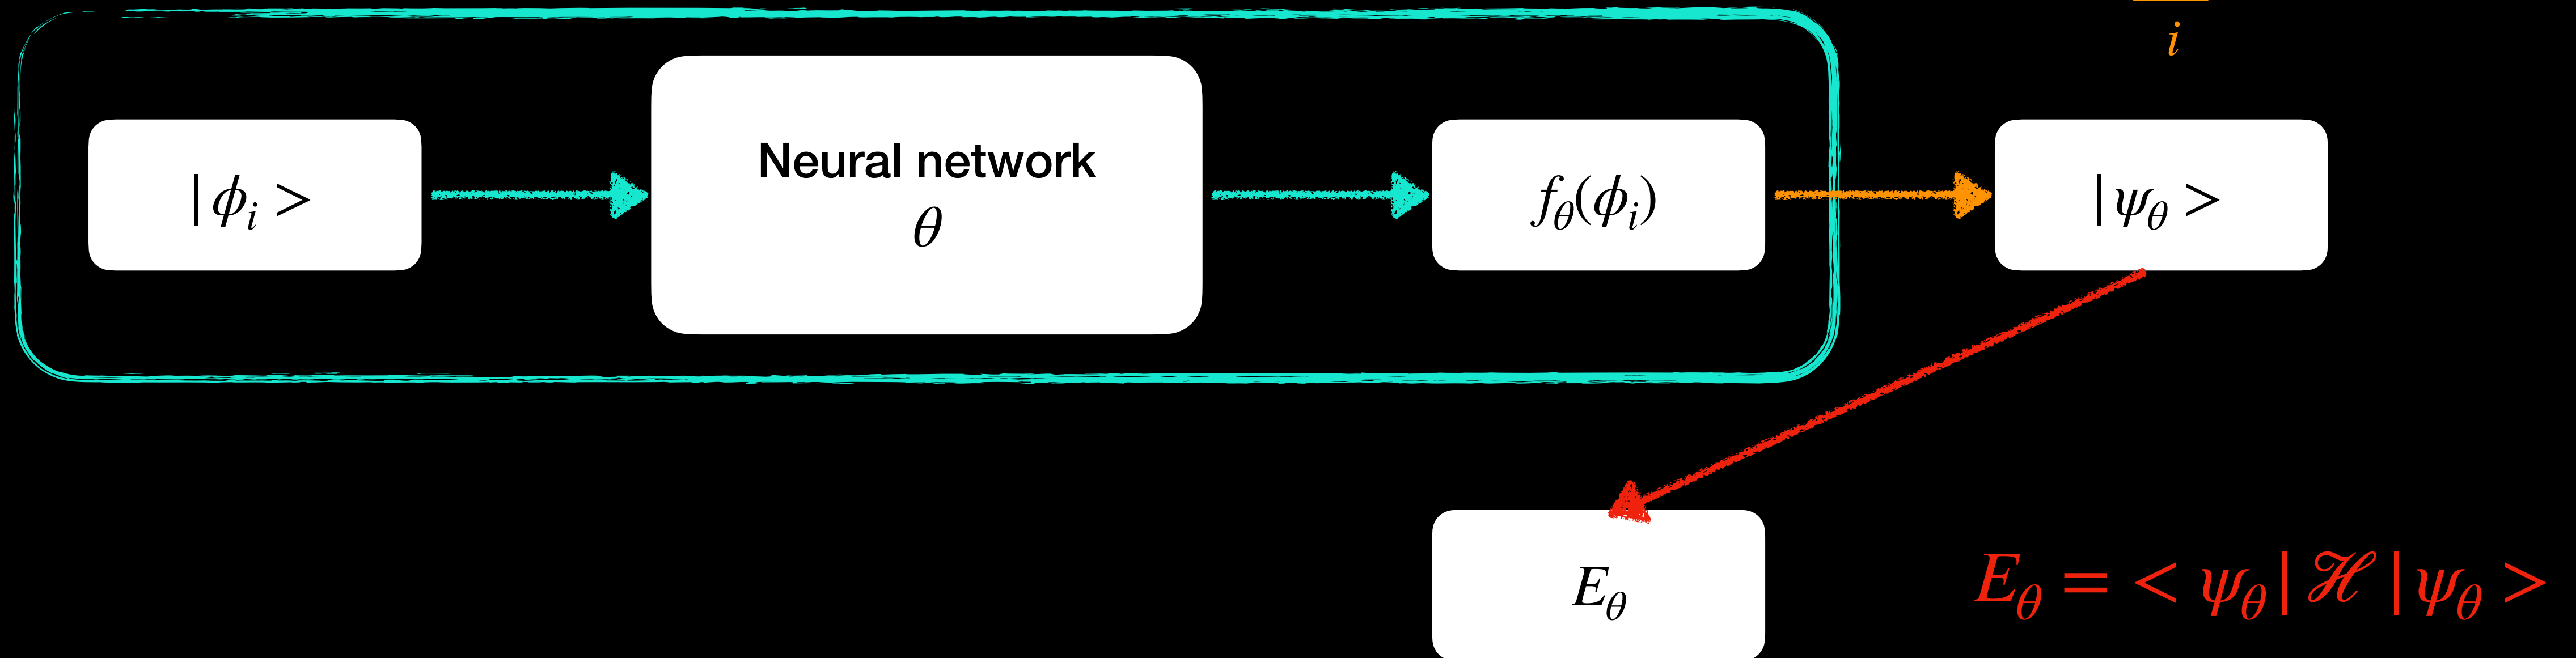 i
| ϕ_i >
Neural network
θ
f_θ(ϕ_i)
| ψ_θ >
E_θ
E_θ = < ψ_θ | ℋ | ψ_θ >